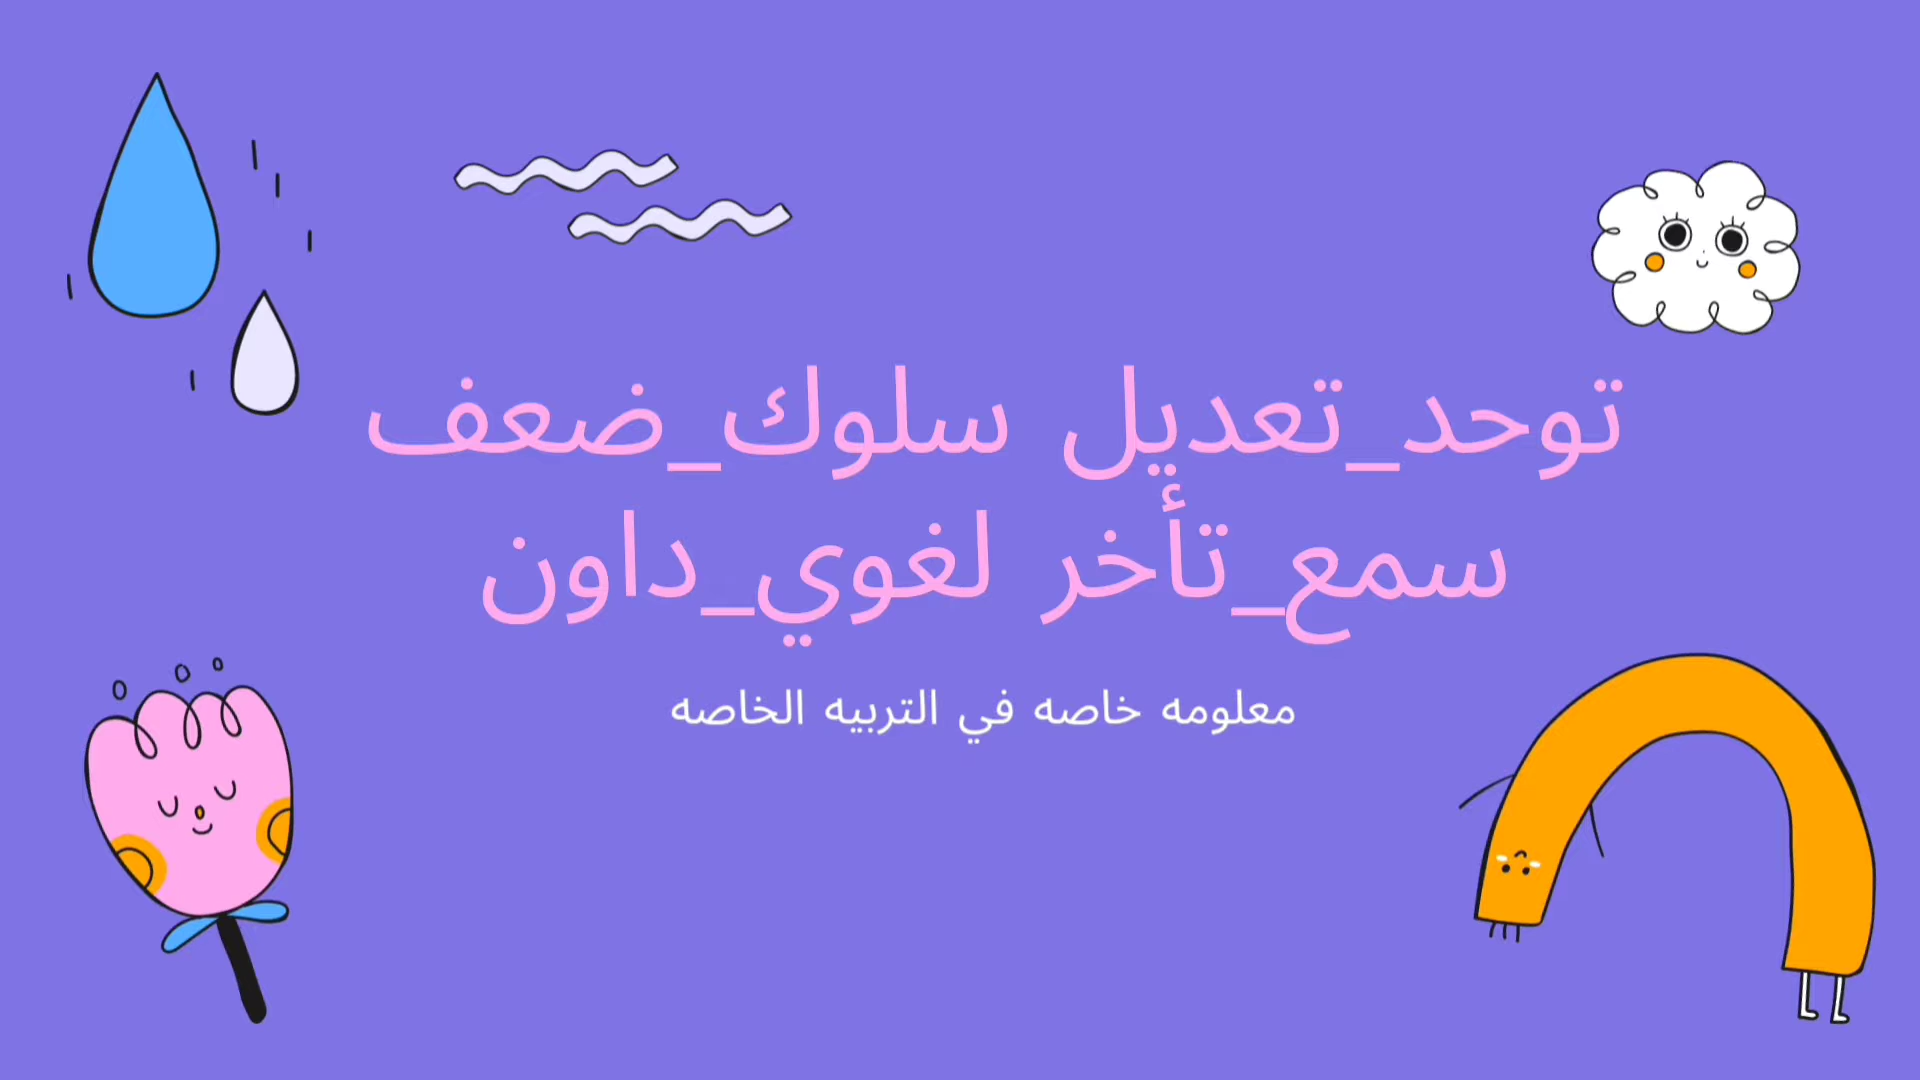 توحد_تعديل سلوك_ضعف
سمع_تأخر لغوي_داون
معلومه خاصه في التربيه الخاصه